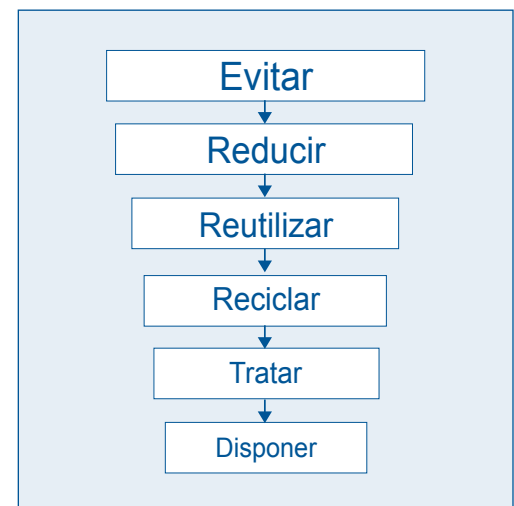 Evitar
Reducir
Reutilizar
Reciclar
Tratar
Disponer